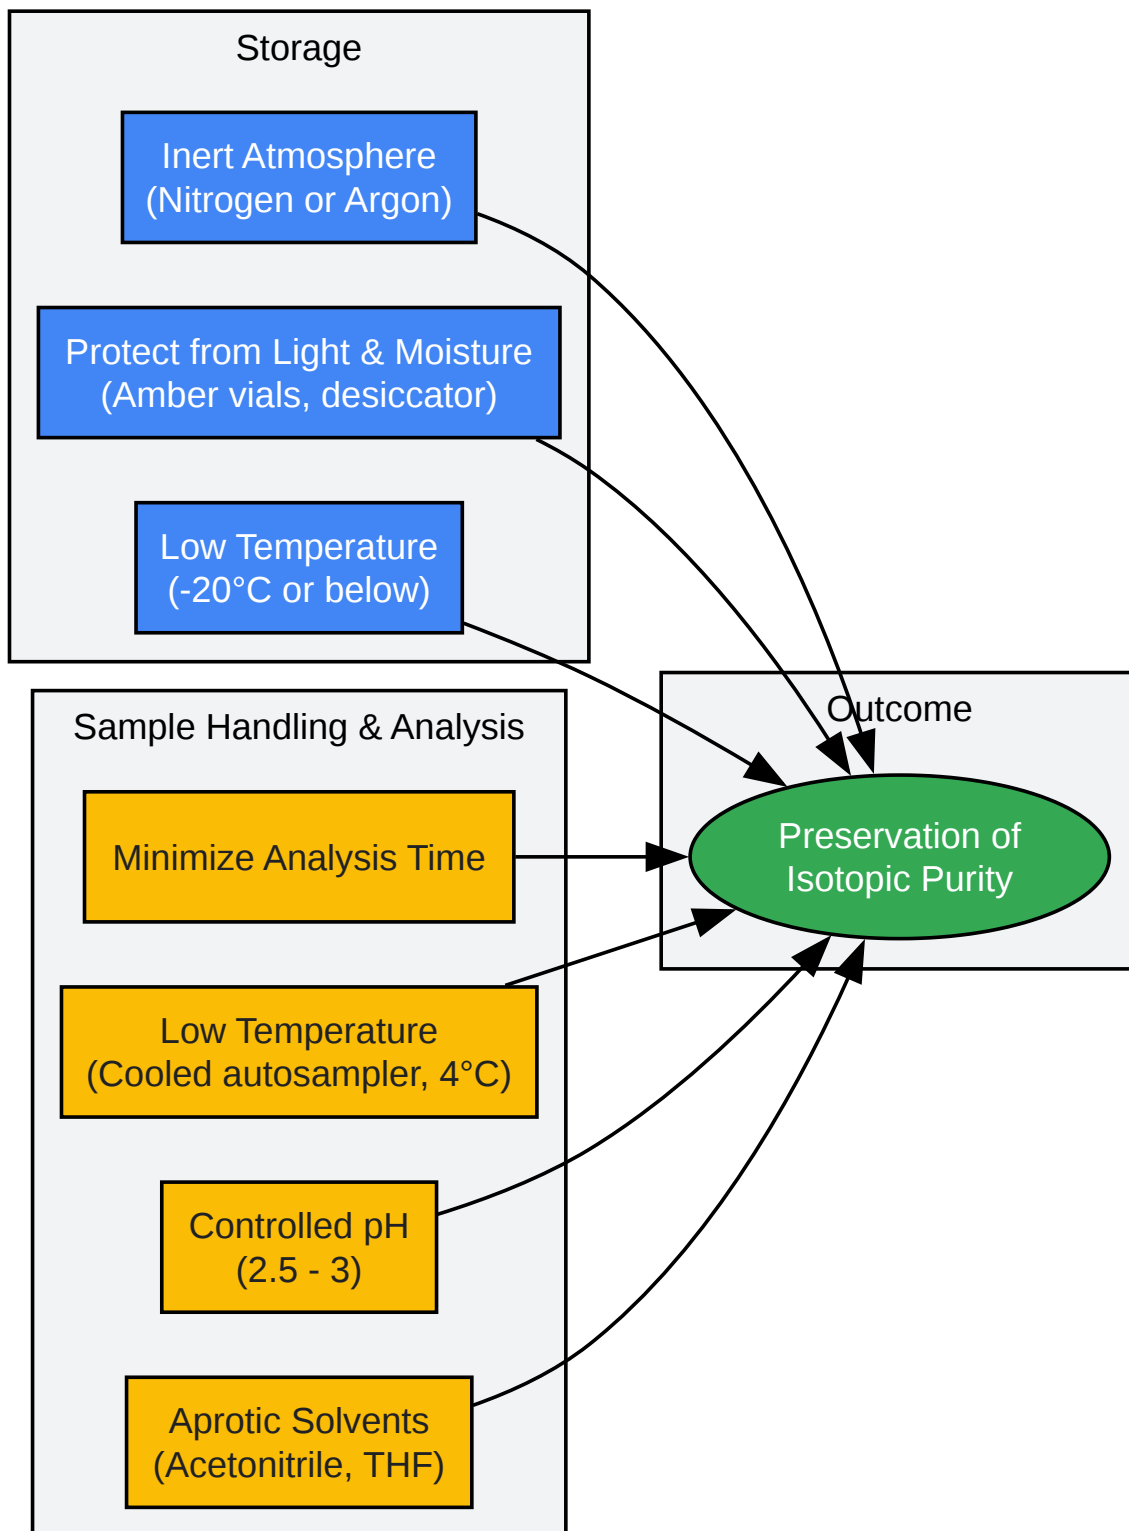 Storage
Inert Atmosphere
(Nitrogen or Argon)
Protect from Light & Moisture
(Amber vials, desiccator)
Low Temperature
(-20°C or below)
Sample Handling & Analysis
Minimize Analysis Time
Low Temperature
(Cooled autosampler, 4°C)
Controlled pH
(2.5 - 3)
Aprotic Solvents
(Acetonitrile, THF)
Outcome
Preservation of
Isotopic Purity